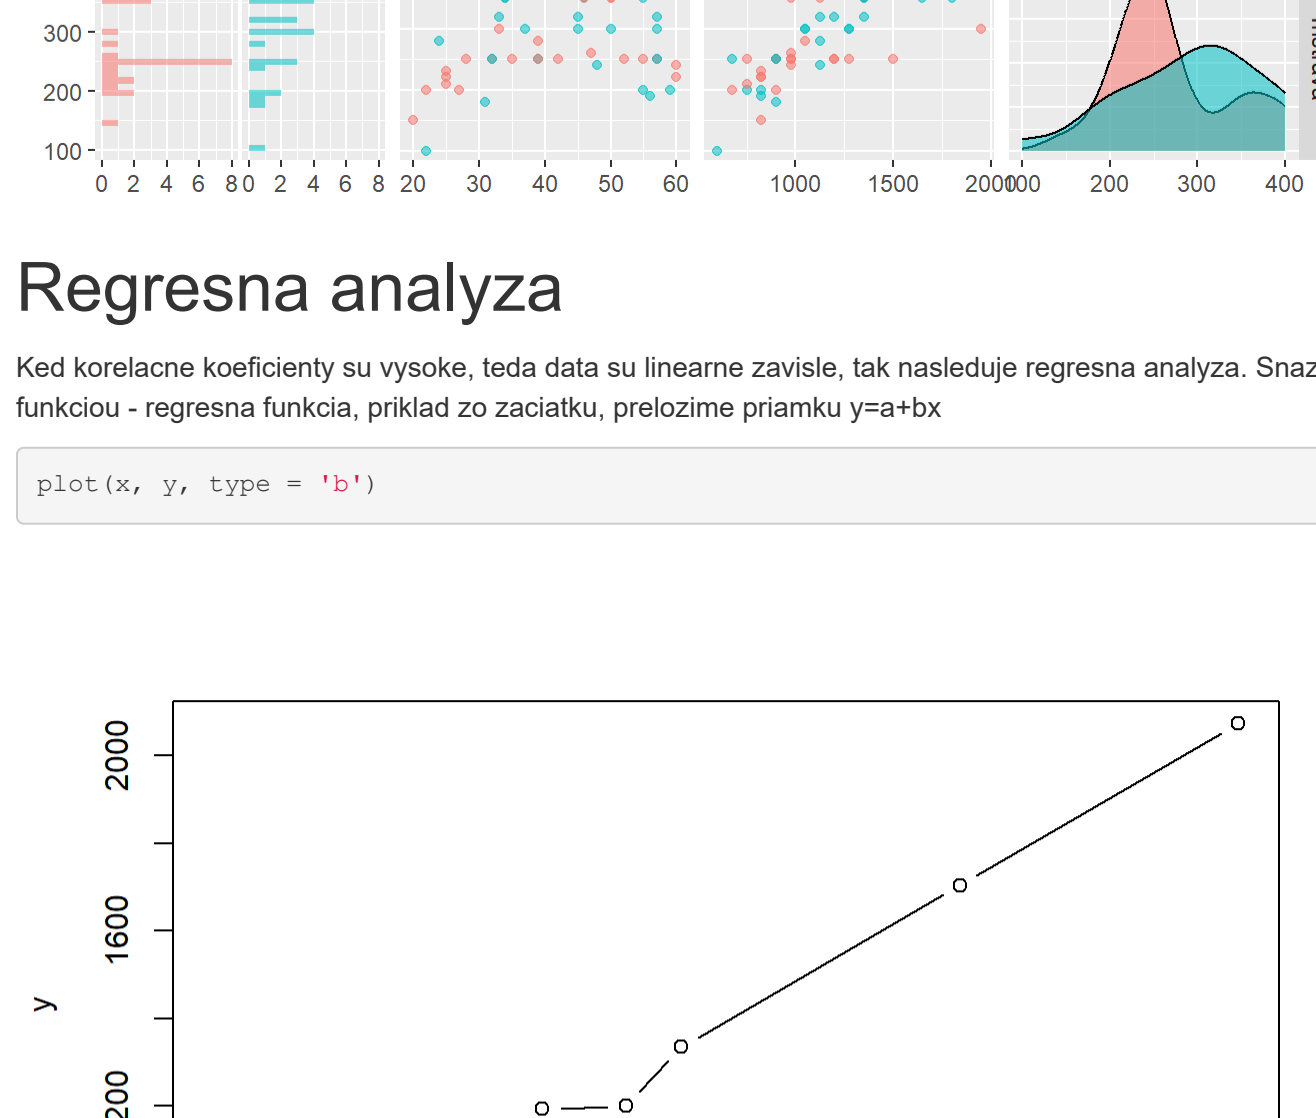 300
200
100
0 2 4 6 8 0 2 4 6 8 20 30 40 50 60 1000 1500 2000 100 200 300 400
Regresna analyza
Ked korelacne koeficienty su vysoke, teda data su linearne zavisle, tak nasleduje regresna analyza. Snaz
funkciou - regresna funkcia, priklad zo zaciatku, prelozime priamku y=a+bx
plot(x, y, type = 'b')
2000
1600
y
200